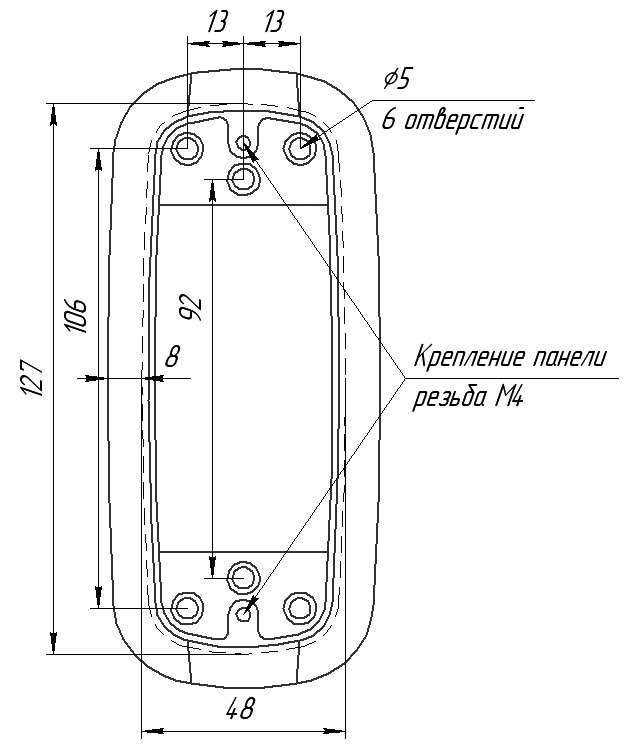 13 13
⌀5
6 отверстий
106
92
127
8
Крепление панели
резьба М4
48